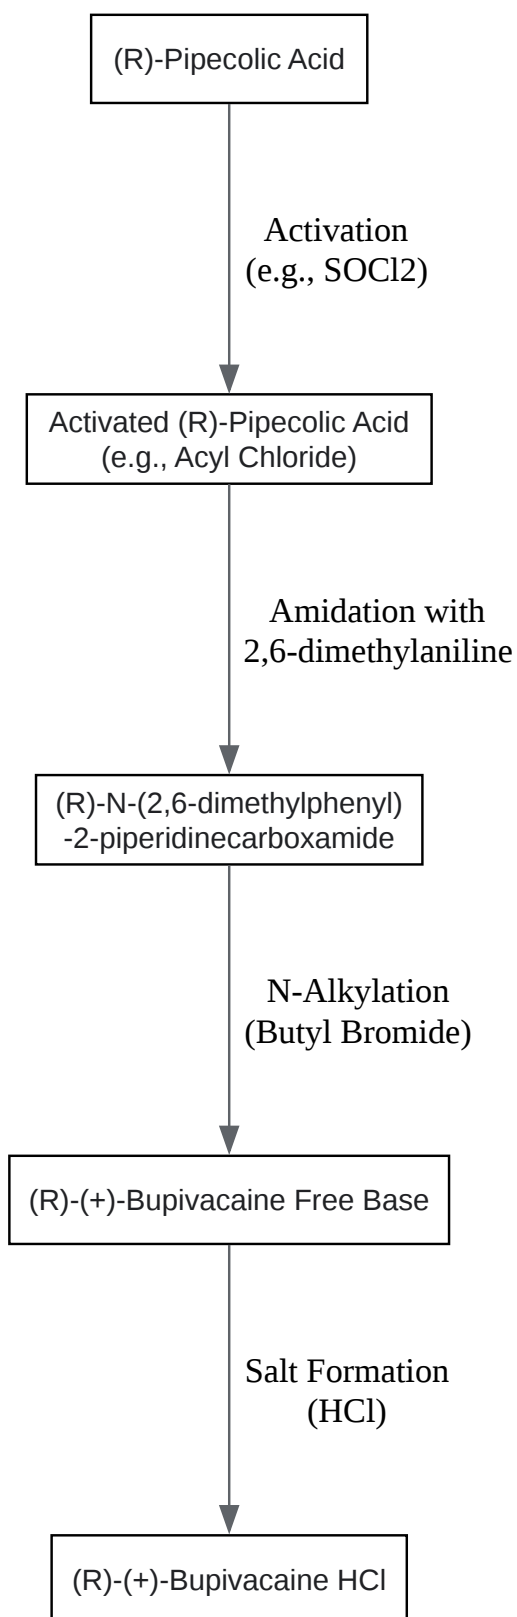 (R)-Pipecolic Acid
Activation
(e.g., SOCl2)
Activated (R)-Pipecolic Acid
(e.g., Acyl Chloride)
Amidation with
2,6-dimethylaniline
(R)-N-(2,6-dimethylphenyl)
-2-piperidinecarboxamide
N-Alkylation
(Butyl Bromide)
(R)-(+)-Bupivacaine Free Base
Salt Formation
(HCl)
(R)-(+)-Bupivacaine HCl